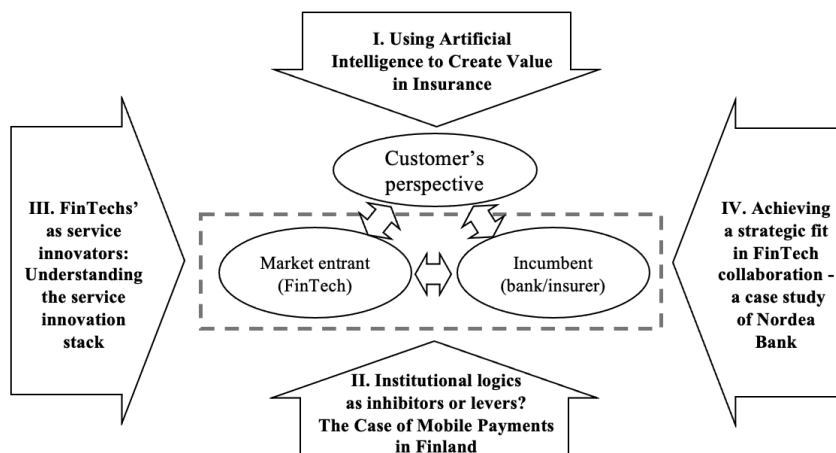 I. Using Artificial
Intelligence to Create Value
in Insurance
Customer's
perspective
III. FinTechs'
as service
innovators:
Understanding
the service
innovation
stack
Market entrant
(FinTech)
Incumbent
(bank/insurer)
IV. Achieving
a strategic fit
in FinTech
collaboration -
a case study
of Nordea
Bank
II. Institutional logics
as inhibitors or levers?
The Case of Mobile Payments
in Finland